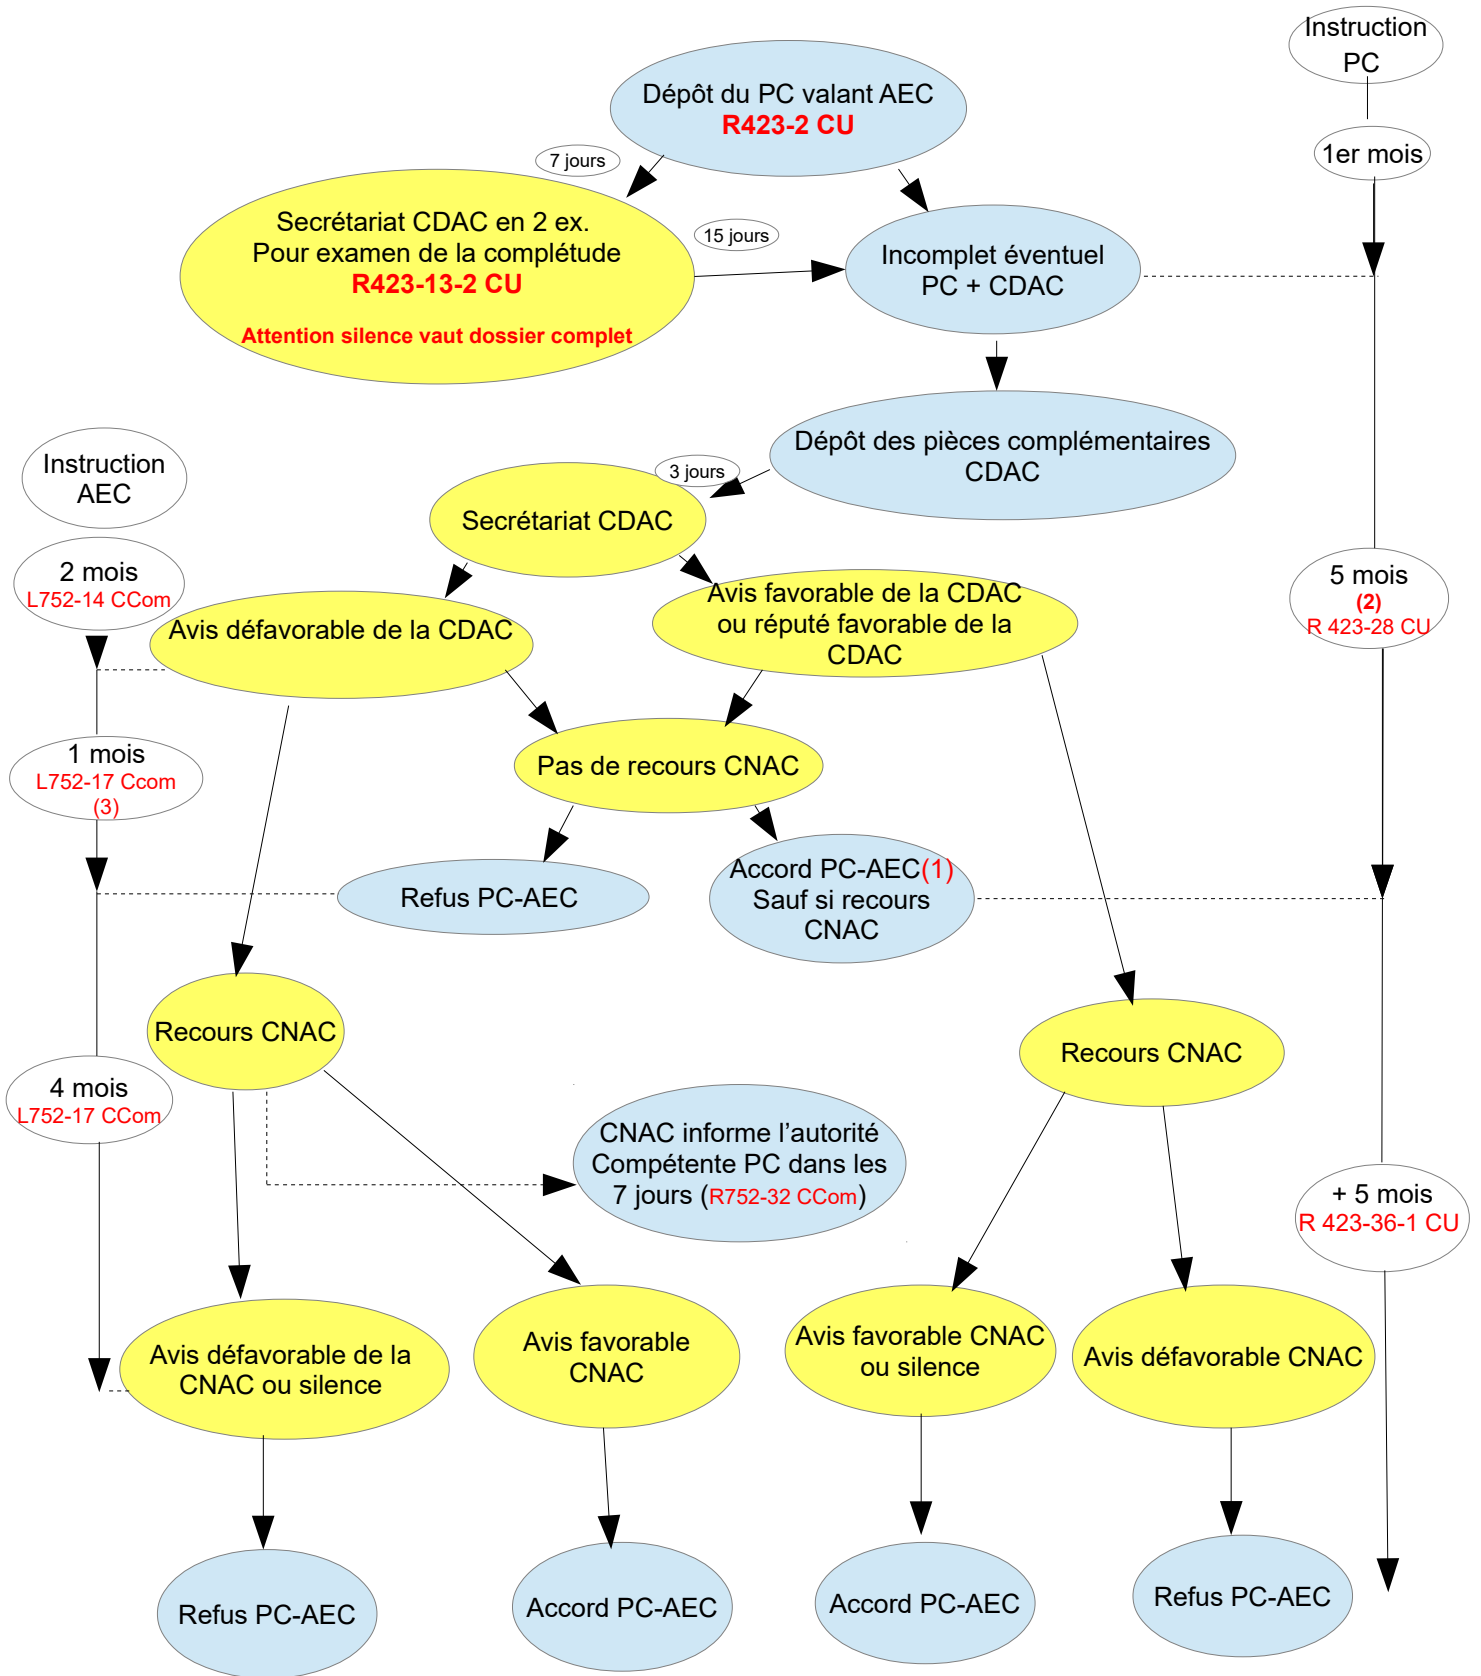 Instruction
PC
Dépôt du PC valant AEC
R423-2 CU
1er mois
7 jours
Secrétariat CDAC en 2 ex.
Pour examen de la complétude
R423-13-2 CU
Attention silence vaut dossier complet
15 jours
Incomplet éventuel
PC + CDAC
Dépôt des pièces complémentaires
CDAC
Instruction
AEC
3 jours
Secrétariat CDAC
2 mois
L752-14 CCom
5 mois
(2)
R 423-28 CU
Avis défavorable de la CDAC
Avis favorable de la CDAC
ou réputé favorable de la
CDAC
1 mois
L752-17 Ccom
(3)
Pas de recours CNAC
Refus PC-AEC
Accord PC-AEC(1)
Sauf si recours
CNAC
Recours CNAC
Recours CNAC
4 mois
L752-17 CCom
CNAC informe l’autorité
Compétente PC dans les
7 jours (R752-32 CCom)
+ 5 mois
R 423-36-1 CU
Avis défavorable de la
CNAC ou silence
Avis favorable
CNAC
Avis favorable CNAC
ou silence
Avis défavorable CNAC
Refus PC-AEC
Accord PC-AEC
Accord PC-AEC
Refus PC-AEC